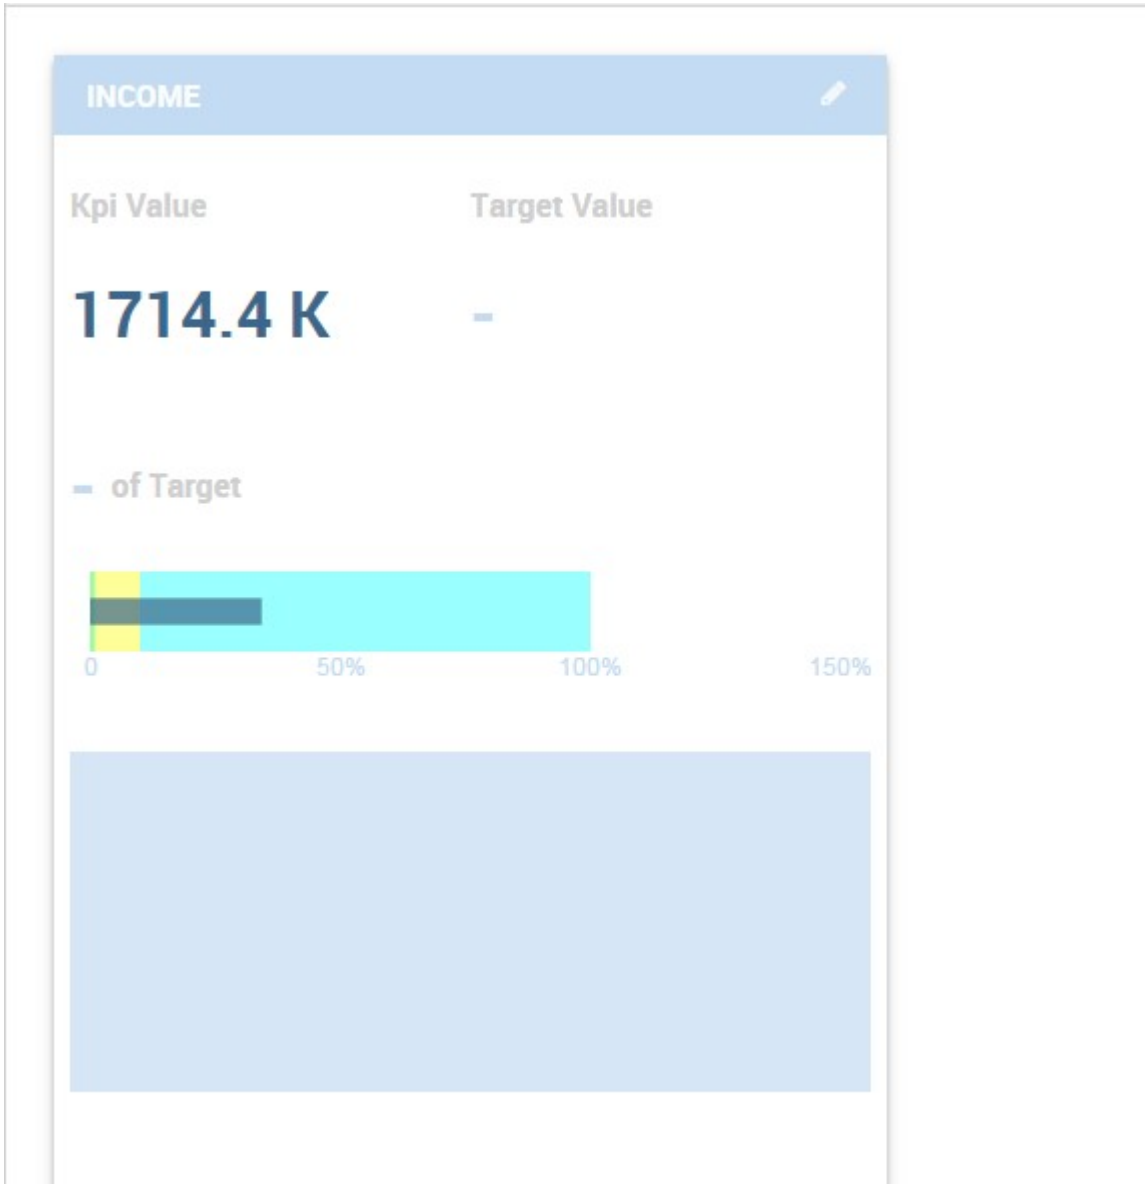 INCOME
Kpi Value Target Value
1714.4 K -
- of Target
0 50% 100% 150%